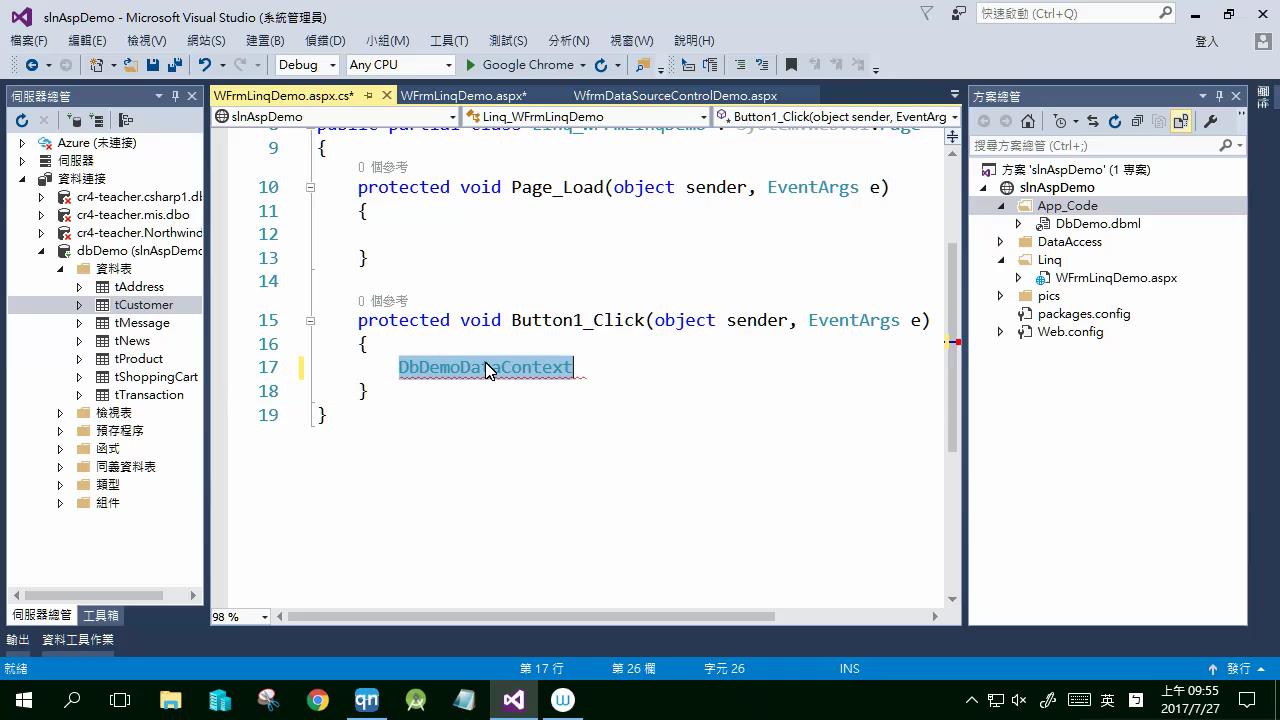 slnAspDemo - Microsoft Visual Studio (系統管理員)
快速啟動 (Ctrl+Q)
檔案(F) 編輯(E) 檢視(V) 網站(S) 建置(B) 偵錯(D) 小組(M) 工具(T) 測試(S) 分析(N) 視窗(W) 說明(H)
登入
Debug Any CPU Google Chrome
伺服器總管
Azure (未連接)
伺服器
資料連接
cr4-teacher.csharp1.db
cr4-teacher.mis.dbo
cr4-teacher.Northwind
dbDemo (slnAspDemo
資料表
tAddress
tCustomer
tMessage
tNews
tProduct
tShoppingCart
tTransaction
檢視表
預存程序
函式
同義資料表
類型
組件
伺服器總管 工具箱
WFrmLinqDemo.aspx.cs* WFrmLinqDemo.aspx* WfrmDataSourceControlDemo.aspx
slnAspDemo Linq_WFrmLinqDemo Button1_Click(object sender, EventArg
8 public partial class Linq_WFrmLinqDemo : System.Web.UI.Page
9 {
0 個參考
10 protected void Page_Load(object sender, EventArgs e)
11 {
12
13 }
14
0 個參考
15 protected void Button1_Click(object sender, EventArgs e)
16 {
17 DbDemoDataContext
18 }
19 }
98 %
方案總管
搜尋方案總管 (Ctrl+;)
方案 'slnAspDemo' (1 專案)
slnAspDemo
App_Code
DbDemo.dbml
DataAccess
Linq
WFrmLinqDemo.aspx
pics
packages.config
Web.config
輸出 資料工具作業
就緒 第 17 行 第 26 欄 字元 26 INS 發行
qn W 英 上午 09:55
2017/7/27